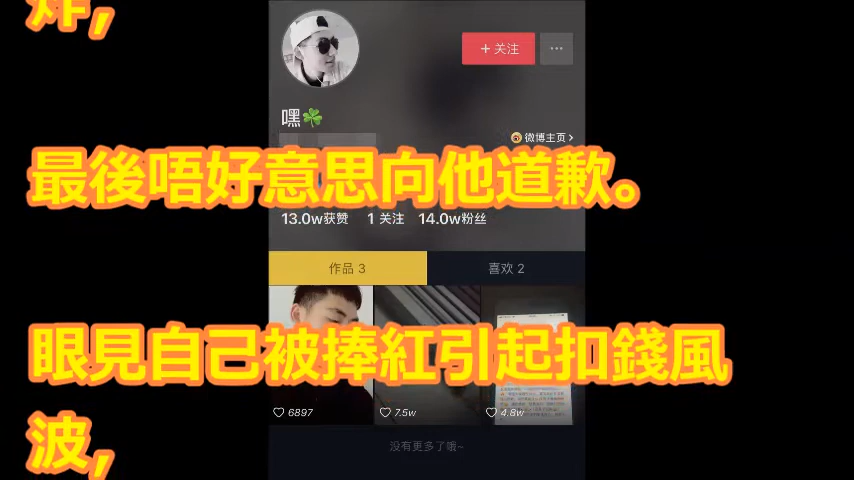 炸,
+ 关注
嘿☘
微博主页 >
最後唔好意思向他道歉。
13.0w获赞 1 关注 14.0w粉丝
作品 3 喜欢 2
眼見自己被捧紅引起扣錢風
6897 7.5w 4.8w
波,
没有更多了哦~